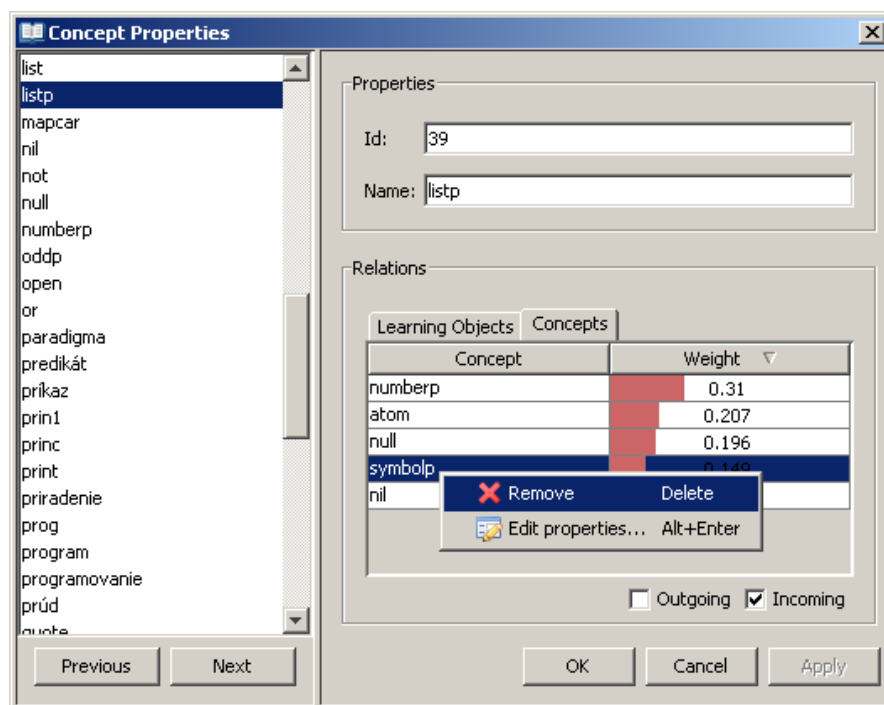 Concept Properties
list
listp
mapcar
nil
not
null
numberp
oddp
open
or
paradigma
predikát
príkaz
prin1
princ
print
priradenie
prog
program
programovanie
prúd
quote
Previous Next
Properties
Id: 39
Name: listp
Relations
Learning Objects Concepts
Concept Weight
numberp 0.31
atom 0.207
null 0.196
symbolp 0.149
nil
Remove Delete
Edit properties... Alt+Enter
Outgoing Incoming
OK Cancel Apply